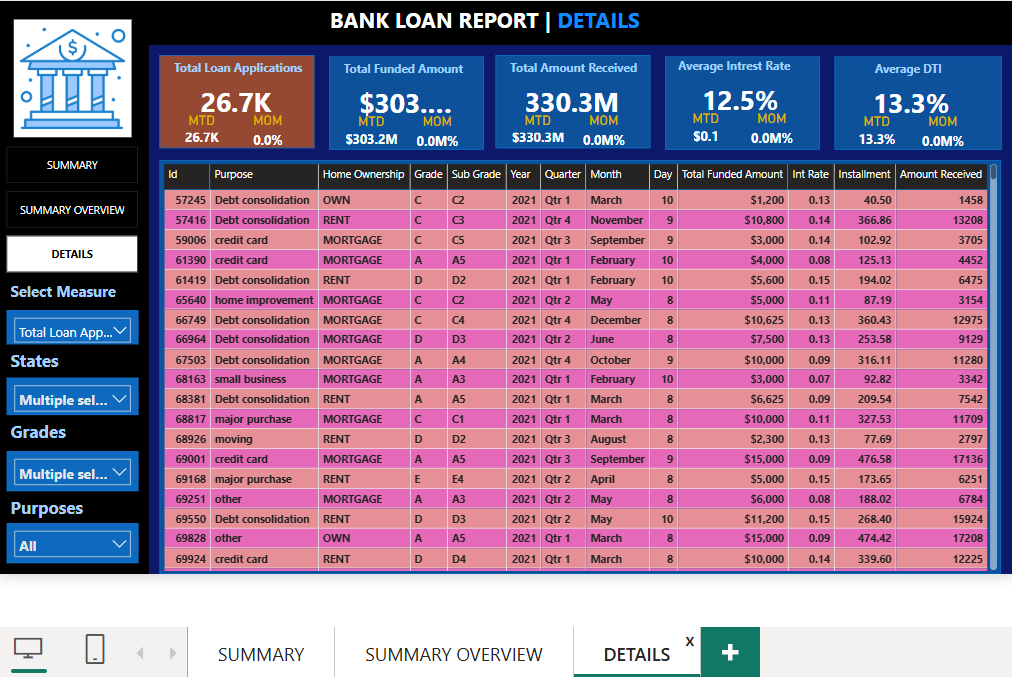 BANK LOAN REPORT | DETAILS
$
SUMMARY
SUMMARY OVERVIEW
DETAILS
Select Measure
Total Loan App...
States
Multiple sel...
Grades
Multiple sel...
Purposes
All
Total Loan Applications
26.7K
MTD MOM
26.7K 0.0%
Total Funded Amount
$303....
MTD MOM
$303.2M 0.0M%
Total Amount Received
330.3M
MTD MOM
$330.3M 0.0M%
Average Intrest Rate
12.5%
MTD MOM
$0.1 0.0M%
Average DTI
13.3%
MTD MOM
13.3% 0.0M%
Id Purpose Home Ownership Grade Sub Grade Year Quarter Month Day Total Funded Amount Int Rate Installment Amount Received
57245 Debt consolidation OWN C C2 2021 Qtr 1 March 10 $1,200 0.13 40.50 1458
57416 Debt consolidation RENT C C3 2021 Qtr 4 November 9 $10,800 0.14 366.86 13208
59006 credit card MORTGAGE C C5 2021 Qtr 3 September 9 $3,000 0.14 102.92 3705
61390 credit card MORTGAGE A A5 2021 Qtr 1 February 10 $4,000 0.08 125.13 4452
61419 Debt consolidation RENT D D2 2021 Qtr 1 February 10 $5,600 0.15 194.02 6475
65640 home improvement MORTGAGE C C2 2021 Qtr 2 May 8 $5,000 0.11 87.19 3154
66749 Debt consolidation MORTGAGE C C4 2021 Qtr 4 December 8 $10,625 0.13 360.43 12975
66964 Debt consolidation MORTGAGE D D3 2021 Qtr 2 June 8 $7,500 0.13 253.58 9129
67503 Debt consolidation MORTGAGE A A4 2021 Qtr 4 October 9 $10,000 0.09 316.11 11280
68163 small business MORTGAGE A A3 2021 Qtr 1 February 10 $3,000 0.07 92.82 3342
68381 Debt consolidation RENT A A5 2021 Qtr 1 March 8 $6,625 0.09 209.54 7542
68817 major purchase MORTGAGE C C1 2021 Qtr 1 March 8 $10,000 0.11 327.53 11709
68926 moving RENT D D2 2021 Qtr 3 August 8 $2,300 0.13 77.69 2797
69001 credit card MORTGAGE A A5 2021 Qtr 3 September 8 $15,000 0.09 476.58 17136
69168 major purchase RENT E E4 2021 Qtr 2 April 8 $5,000 0.15 173.65 6251
69251 other MORTGAGE A A3 2021 Qtr 2 May 8 $6,000 0.08 188.02 6784
69550 Debt consolidation RENT D D3 2021 Qtr 2 May 10 $11,200 0.15 268.40 15924
69828 other OWN A A5 2021 Qtr 1 March 8 $15,000 0.09 474.42 17208
69924 credit card RENT D D4 2021 Qtr 1 March 8 $10,000 0.14 339.60 12225
SUMMARY SUMMARY OVERVIEW DETAILS x +